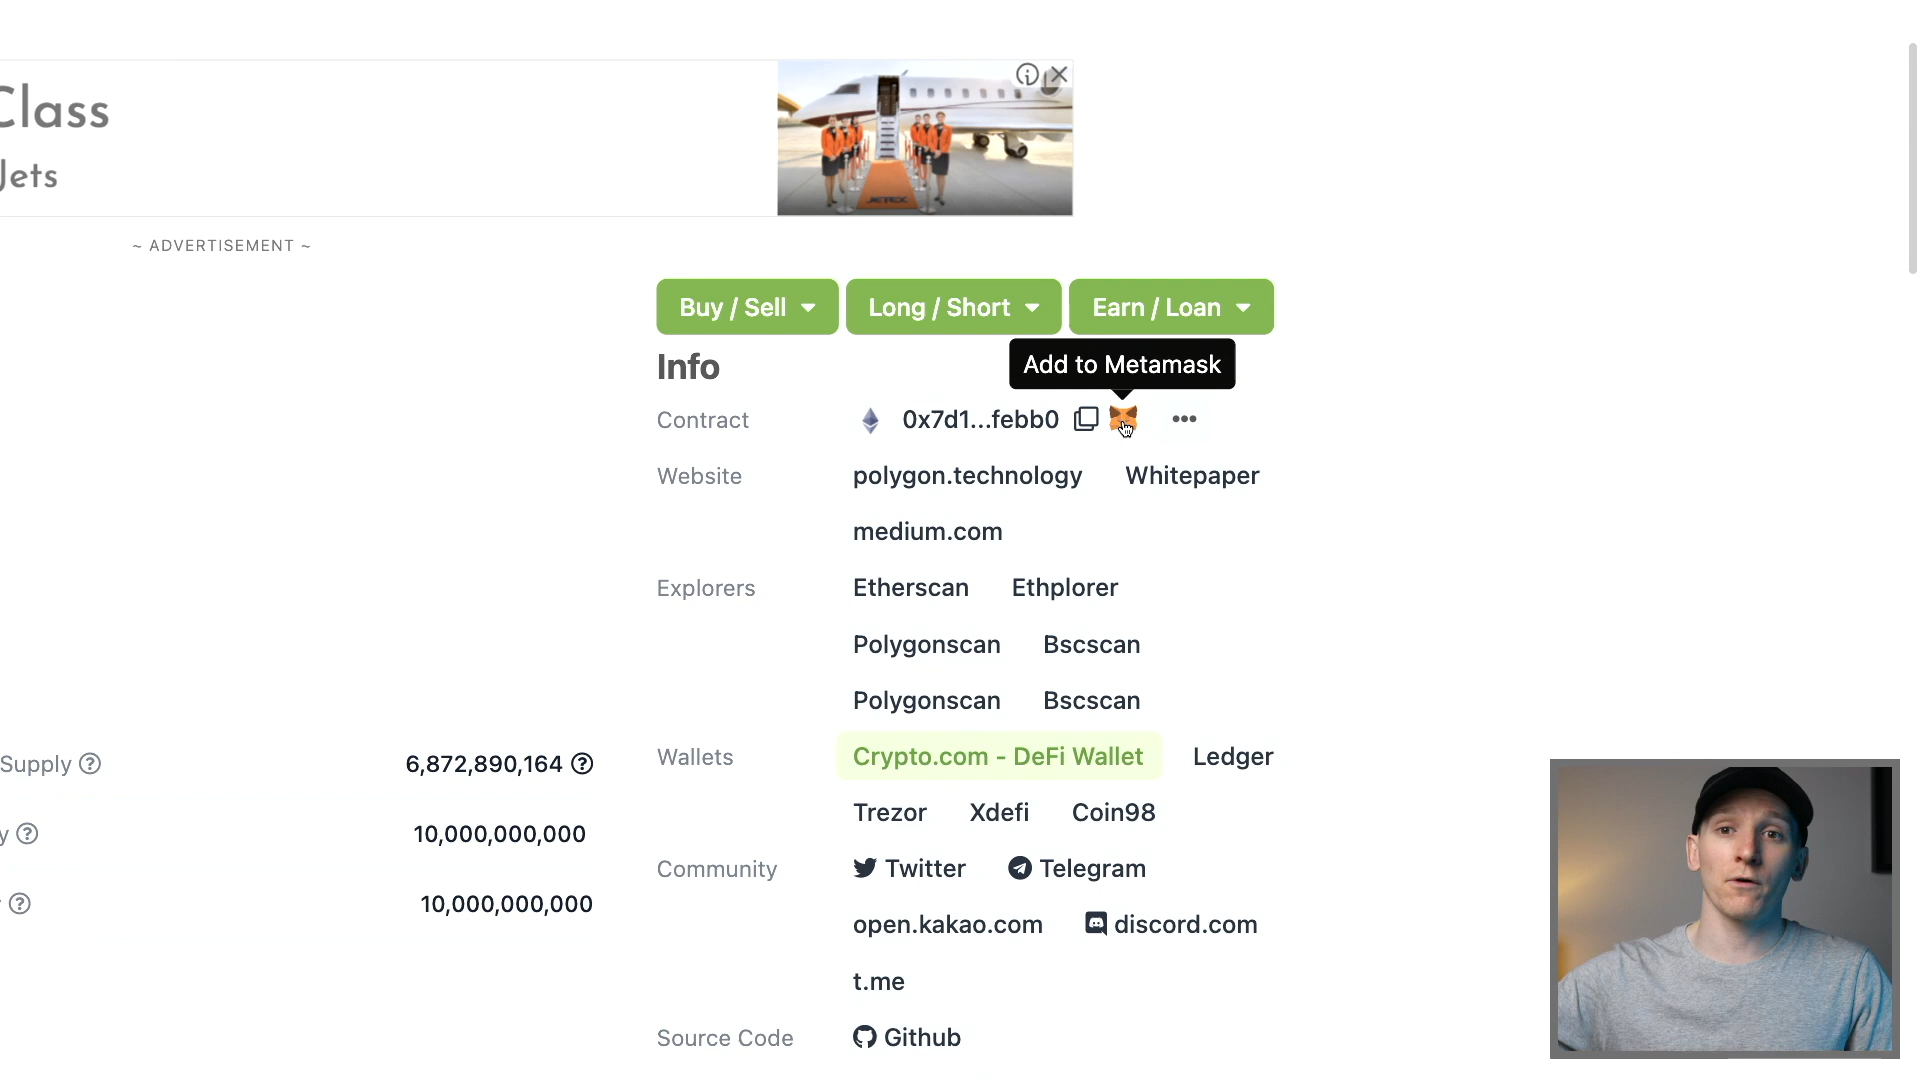 Class
Jets
JETEX
~ ADVERTISEMENT ~
Buy / Sell
Long / Short
Earn / Loan
Info
Add to Metamask
Contract
0x7d1...febb0
Website
polygon.technology
Whitepaper
medium.com
Explorers
Etherscan
Ethplorer
Polygonscan
Bscscan
Polygonscan
Bscscan
Supply
6,872,890,164
Wallets
Crypto.com - DeFi Wallet
Ledger
Trezor
Xdefi
Coin98
y
10,000,000,000
Community
Twitter
Telegram
10,000,000,000
open.kakao.com
discord.com
t.me
Source Code
Github